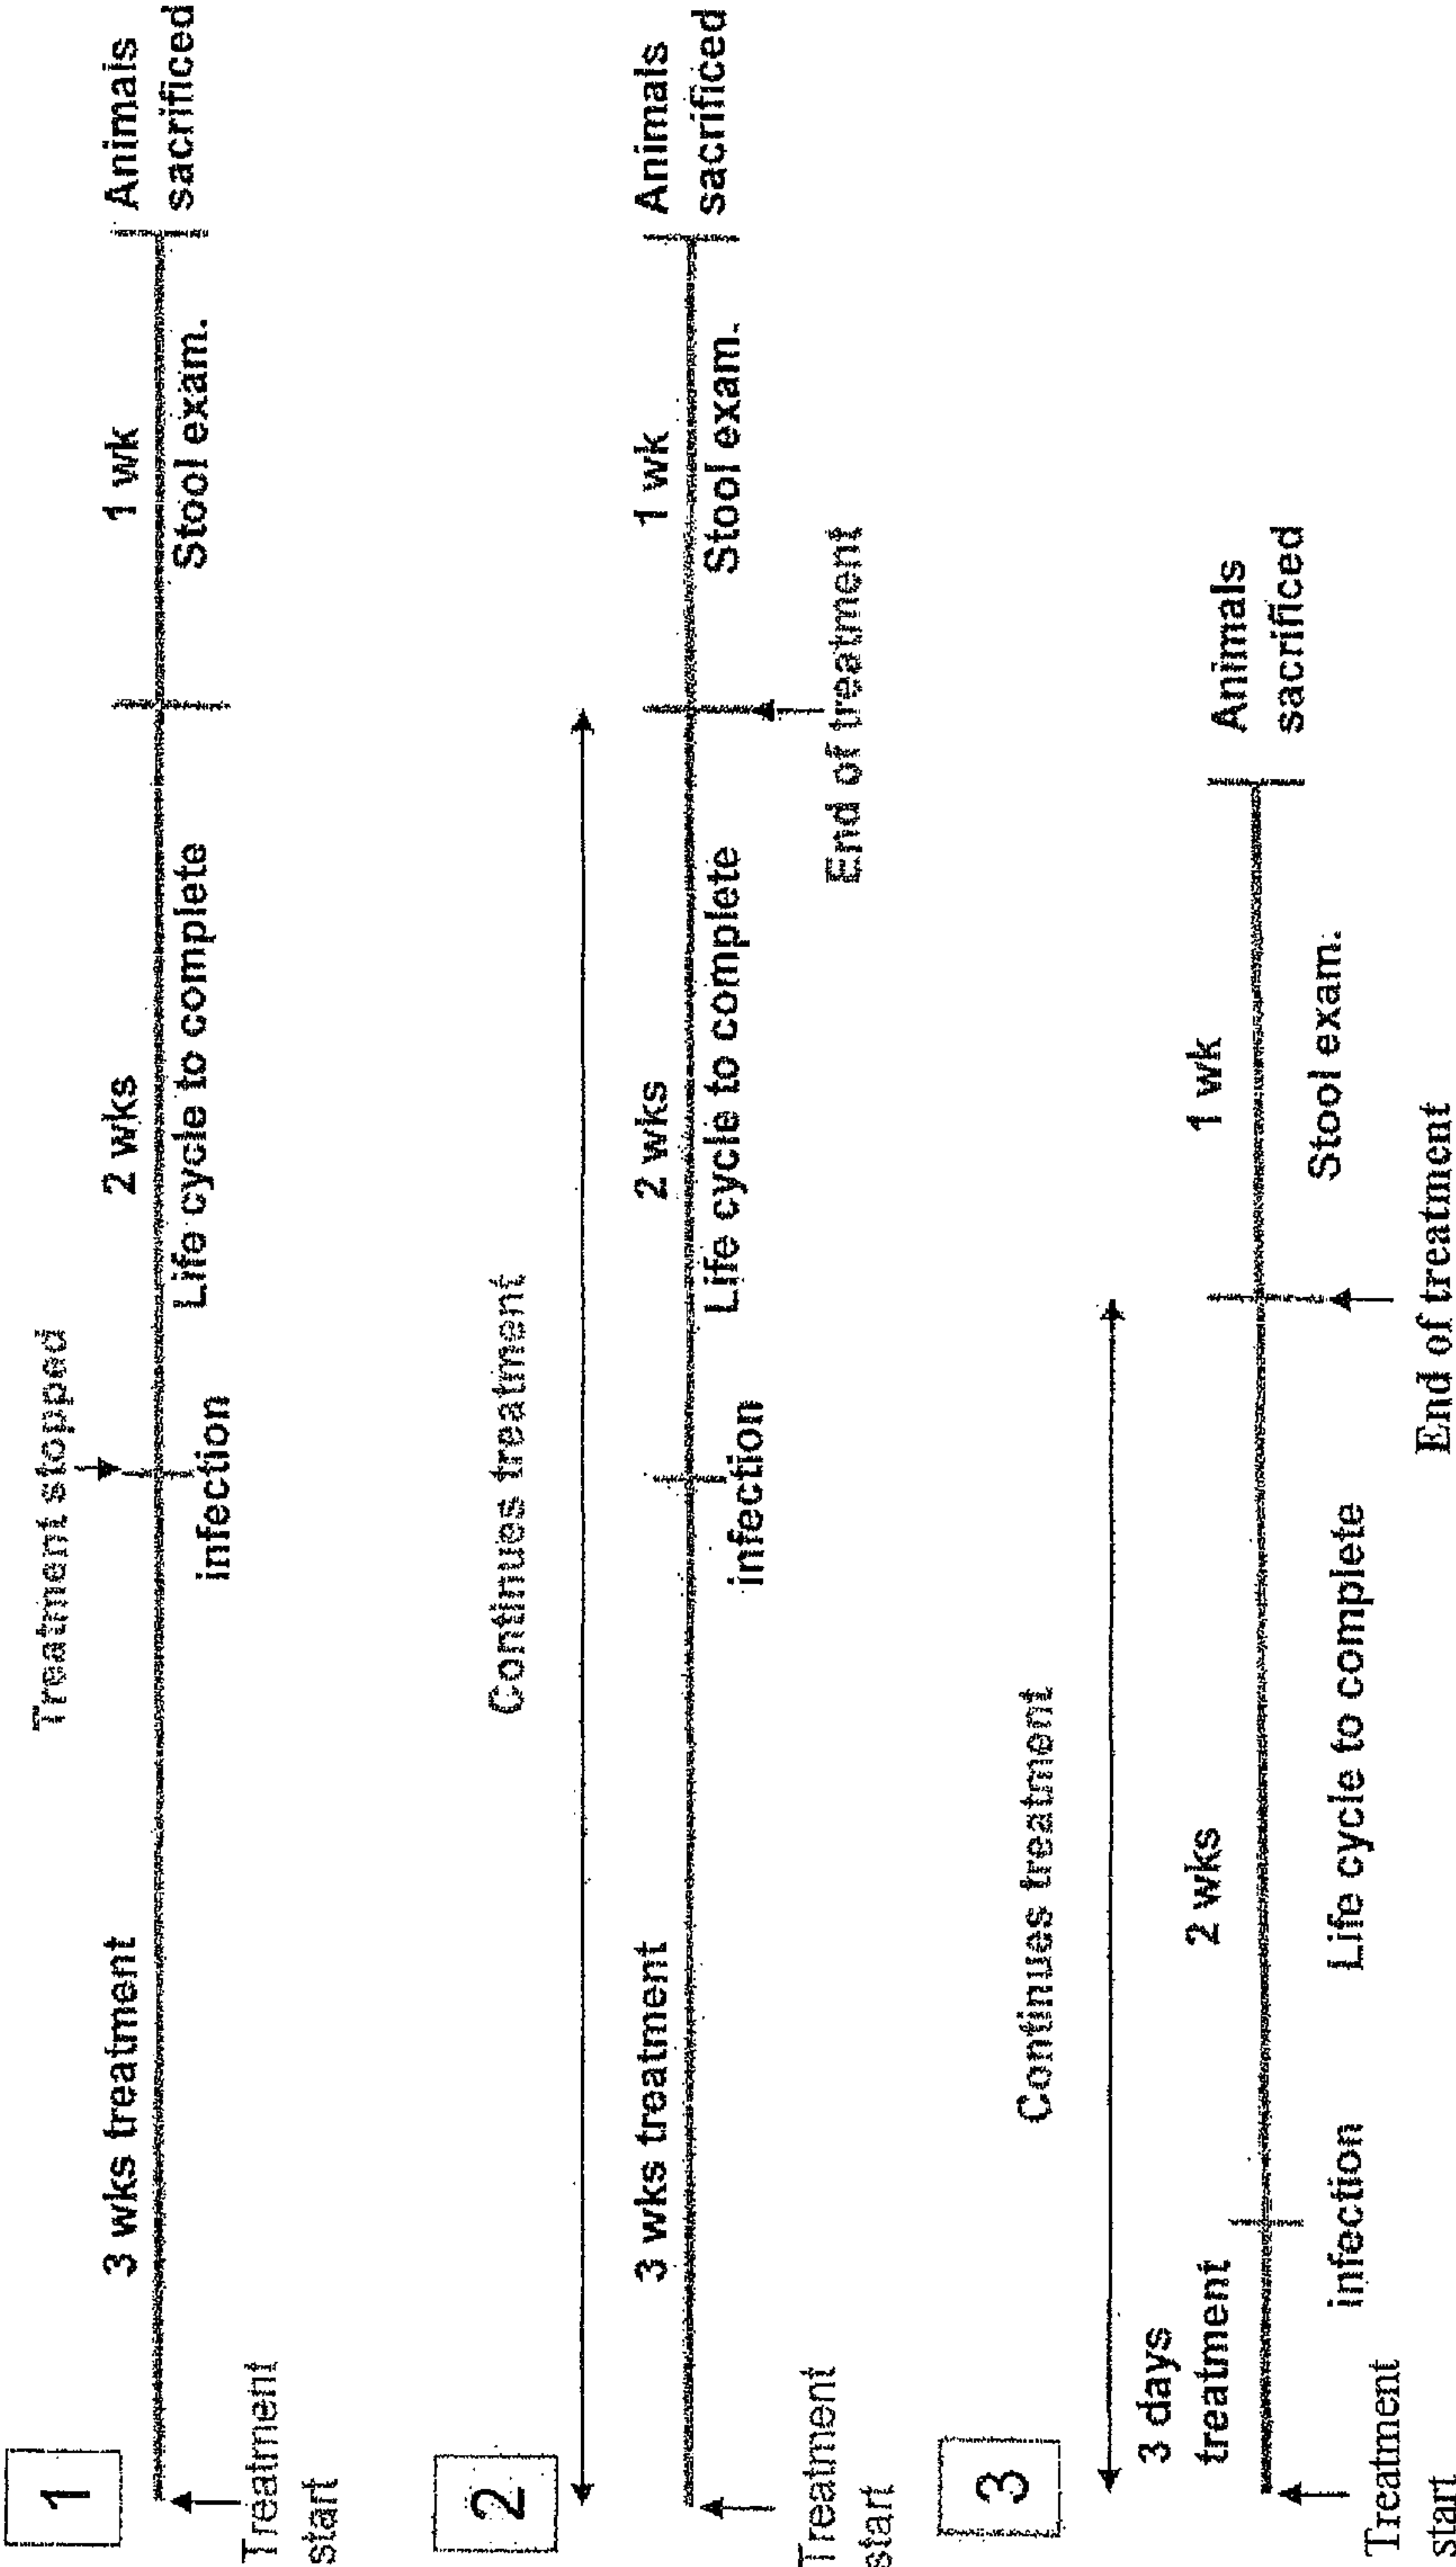 1
Treatment stopped
3 wks treatment
2 wks
1 wk
Animals
sacrificed
infection
Life cycle to complete
Stool exam.
Treatment
start
2
Continues treatment
3 wks treatment
2 wks
1 wk
Animals
sacrificed
infection
Life cycle to complete
Stool exam.
Treatment
start
End of treatment
3
Continues treatment
3 days
treatment
2 wks
1 wk
Animals
sacrificed
infection
Life cycle to complete
Stool exam.
Treatment
start
End of treatment